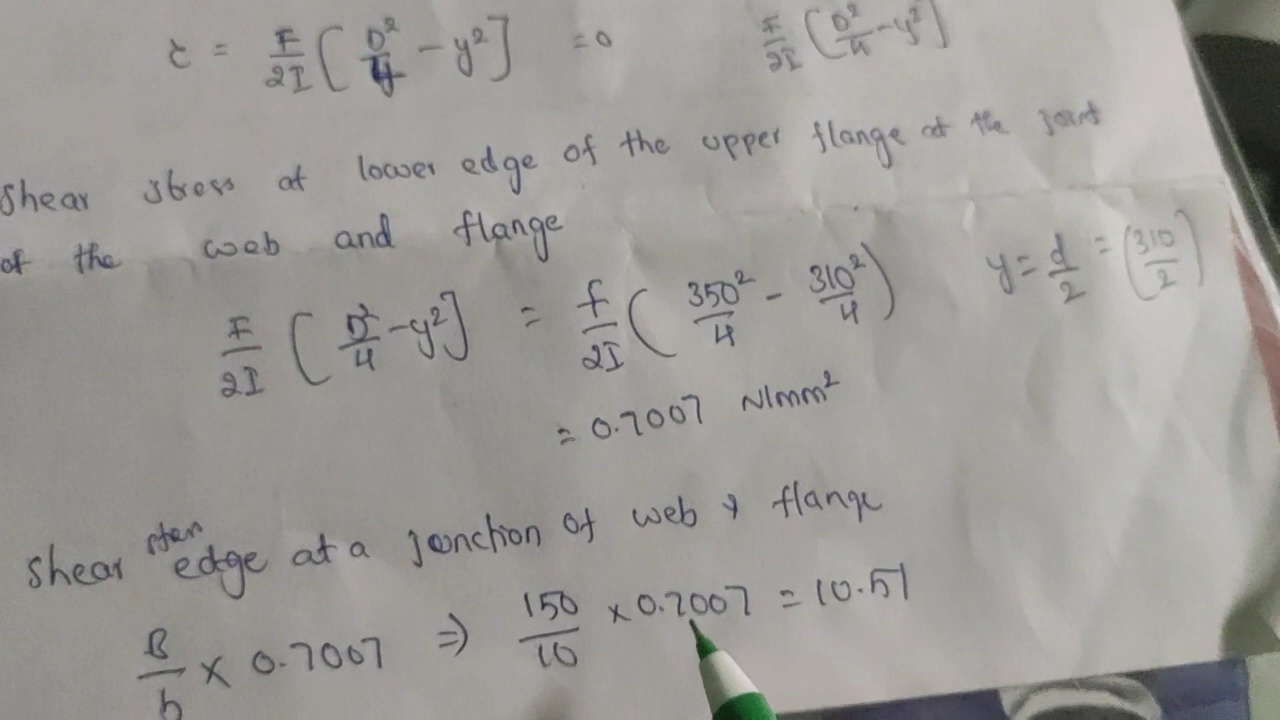 τ = F/2I [ D²/4 - y² ] = 0 F/2I [ D²/4 - y² ]
Shear stress at lower edge of the upper flange at the joint
of the web and flange
F/2I [ D²/4 - y² ] = f/2I ( 350²/4 - 310²/4 ) y = d/2 = (310/2)
= 0.7007 N/mm²
Shear stress edge at a jonction of web & flange
B/b × 0.7007 ⇒ 150/10 × 0.7007 = 10.51